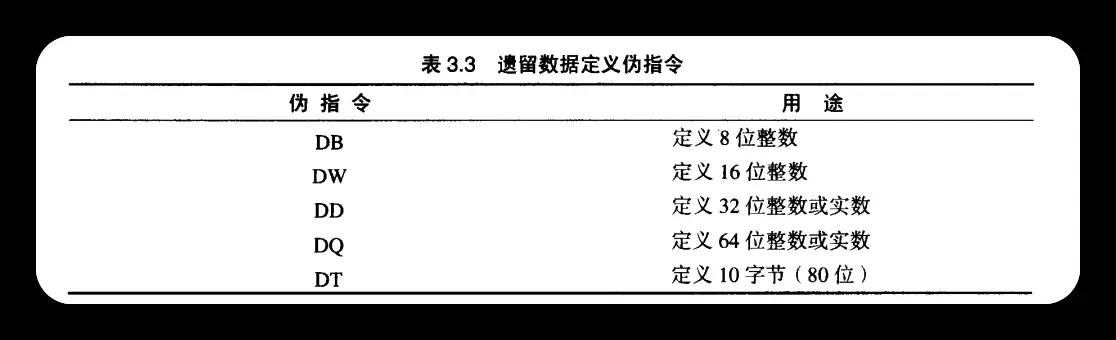 表 3.3 遗留数据定义伪指令
伪 指 令 用 途
DB 定义 8 位整数
DW 定义 16 位整数
DD 定义 32 位整数或实数
DQ 定义 64 位整数或实数
DT 定义 10 字节（80 位）